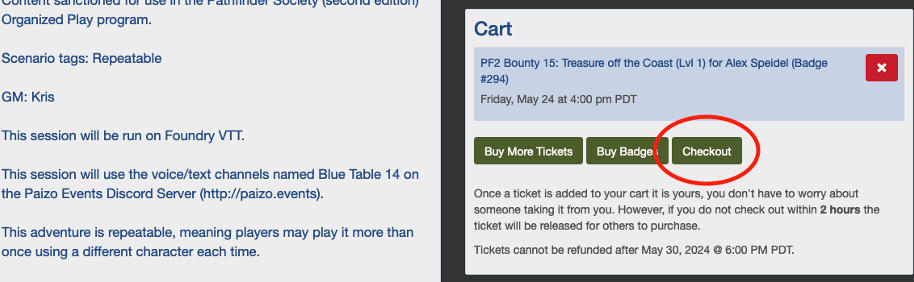 Content sanctioned for use in the Pathfinder Society (second edition)
Organized Play program.
Scenario tags: Repeatable
GM: Kris
This session will be run on Foundry VTT.
This session will use the voice/text channels named Blue Table 14 on
the Paizo Events Discord Server (http://paizo.events).
This adventure is repeatable, meaning players may play it more than
once using a different character each time.
Cart
PF2 Bounty 15: Treasure off the Coast (Lvl 1) for Alex Speidel (Badge
#294)
Friday, May 24 at 4:00 pm PDT
Buy More Tickets Buy Badges Checkout
Once a ticket is added to your cart it is yours, you don't have to worry about
someone taking it from you. However, if you do not check out within 2 hours the
ticket will be released for others to purchase.
Tickets cannot be refunded after May 30, 2024 @ 6:00 PM PDT.